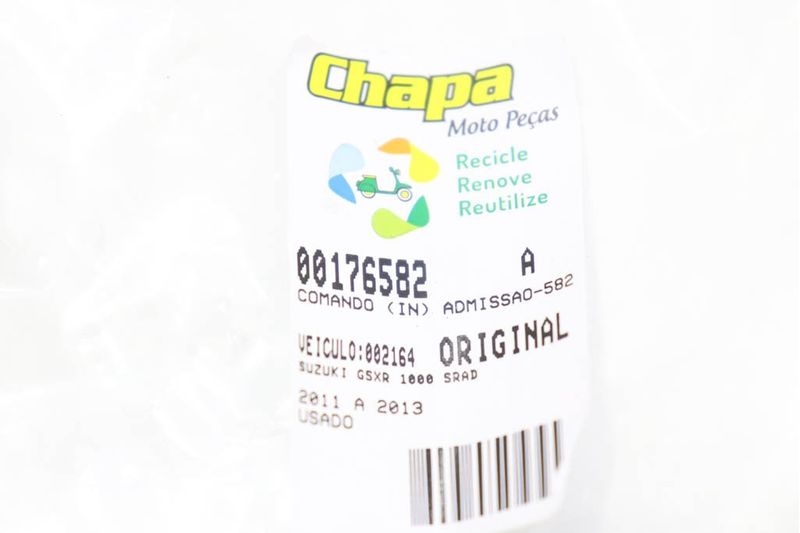 Chapa
Moto Peças
Recicle
Renove
Reutilize
00176582 A
COMANDO (IN) ADMISSAO-582
VEICULO:002164 ORIGINAL
SUZUKI GSXR 1000 SRAD
2011 A 2013
USADO